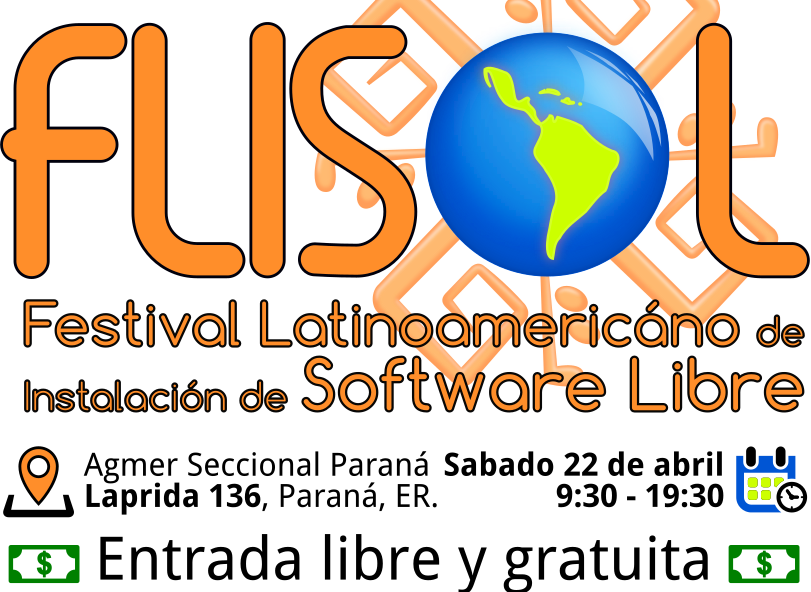 FLISOL
Festival Latinoamericáno de
Instalación de Software Libre
Agmer Seccional Paraná Sabado 22 de abril
Laprida 136, Paraná, ER. 9:30 - 19:30
$ Entrada libre y gratuita $